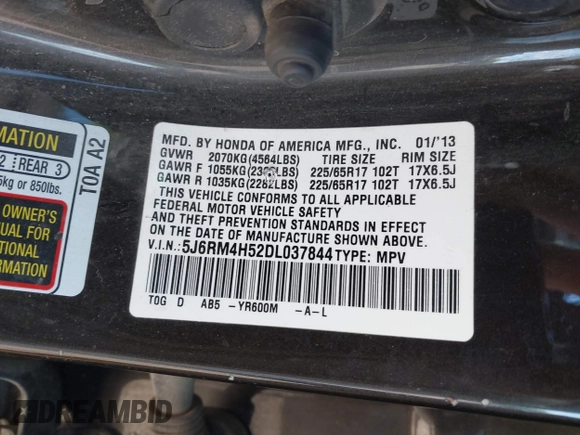 MFD. BY HONDA OF AMERICA MFG., INC. 01/'13
GVWR 2070KG(4564LBS) TIRE SIZE RIM SIZE
GAWR F 1055KG( LBS) 225/65R17 102T 17X6.5J
GAWR R 1035KG(2282LBS) 225/65R17 102T 17X6.5J
THIS VEHICLE CONFORMS TO ALL APPLICABLE
FEDERAL MOTOR VEHICLE SAFETY
AND THEFT PREVENTION STANDARDS IN EFFECT
ON THE DATE OF MANUFACTURE SHOWN ABOVE.
V.I.N.: 5J6RM4H52DL037844 TYPE: MPV
TOG D AB5 -YR600M -A-L
MATION
2 REAR 3
5kg or 850lbs.
OWNER'S
UAL FOR
TIONAL
RMATION
TOA A2
DREAMBID